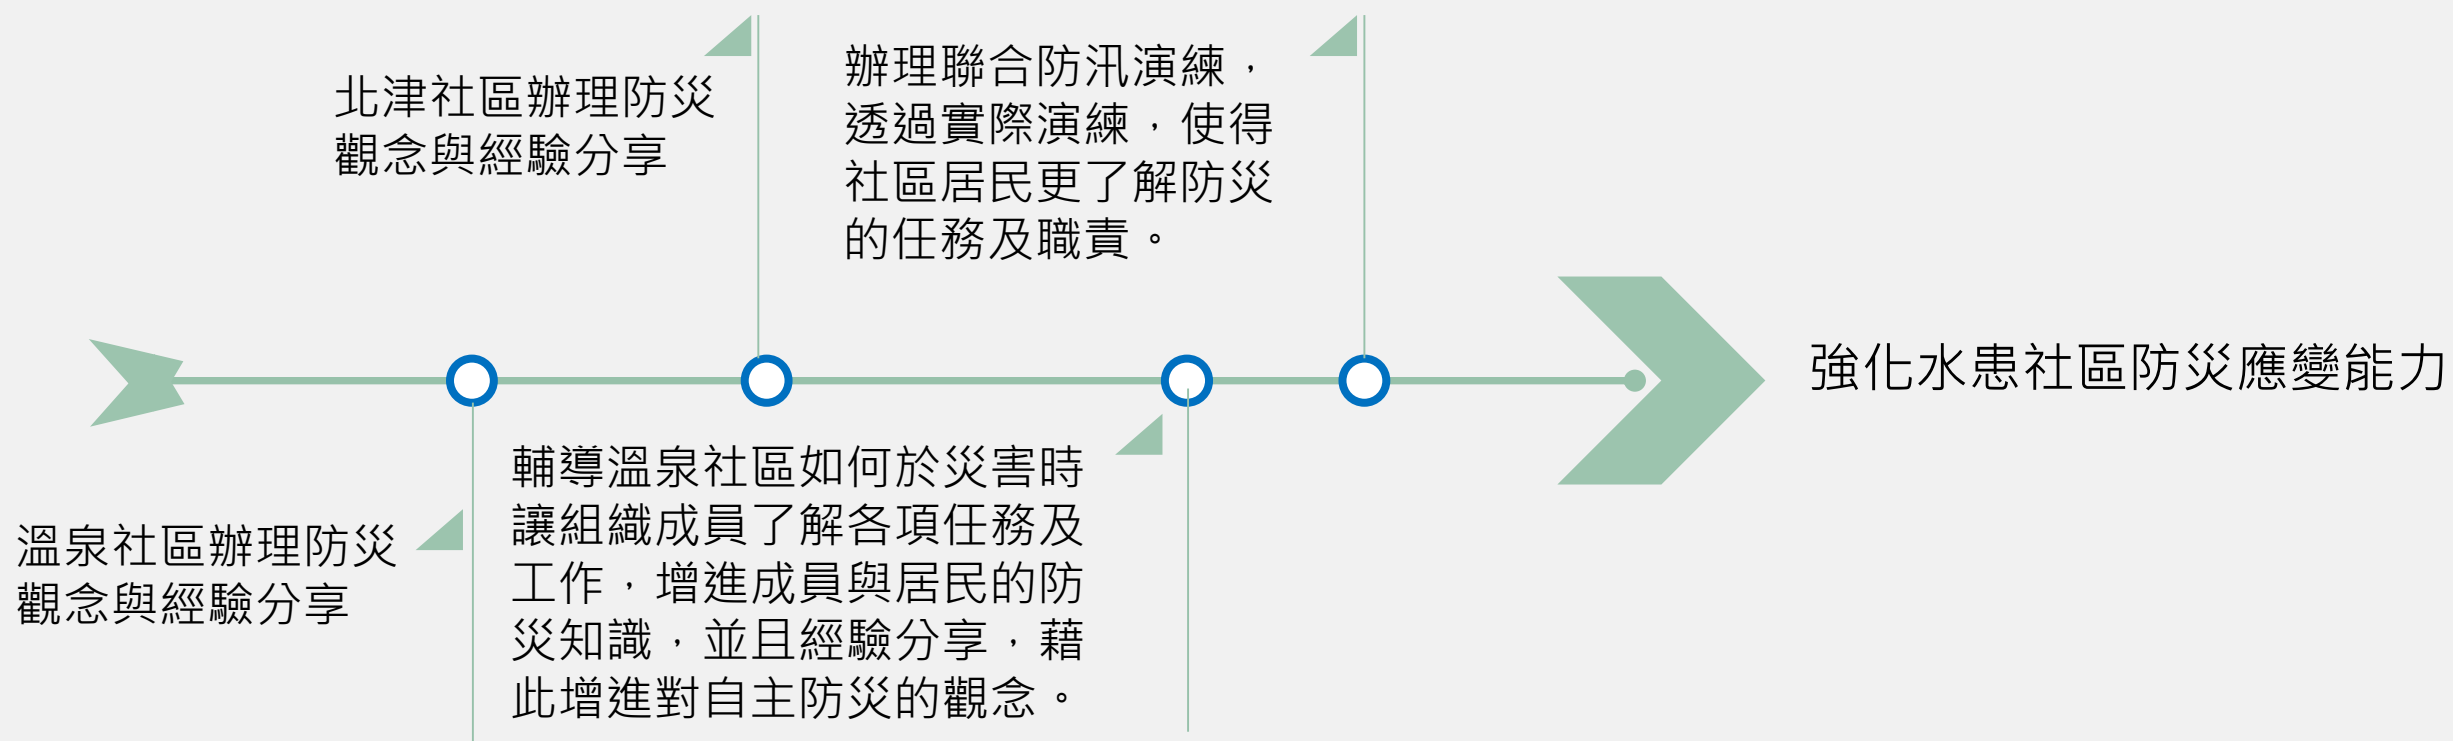 北津社區辦理防災
觀念與經驗分享
辦理聯合防汛演練，
透過實際演練，使得
社區居民更了解防災
的任務及職責。
強化水患社區防災應變能力
溫泉社區辦理防災
觀念與經驗分享
輔導溫泉社區如何於災害時
讓組織成員了解各項任務及
工作，增進成員與居民的防
災知識，並且經驗分享，藉
此增進對自主防災的觀念。